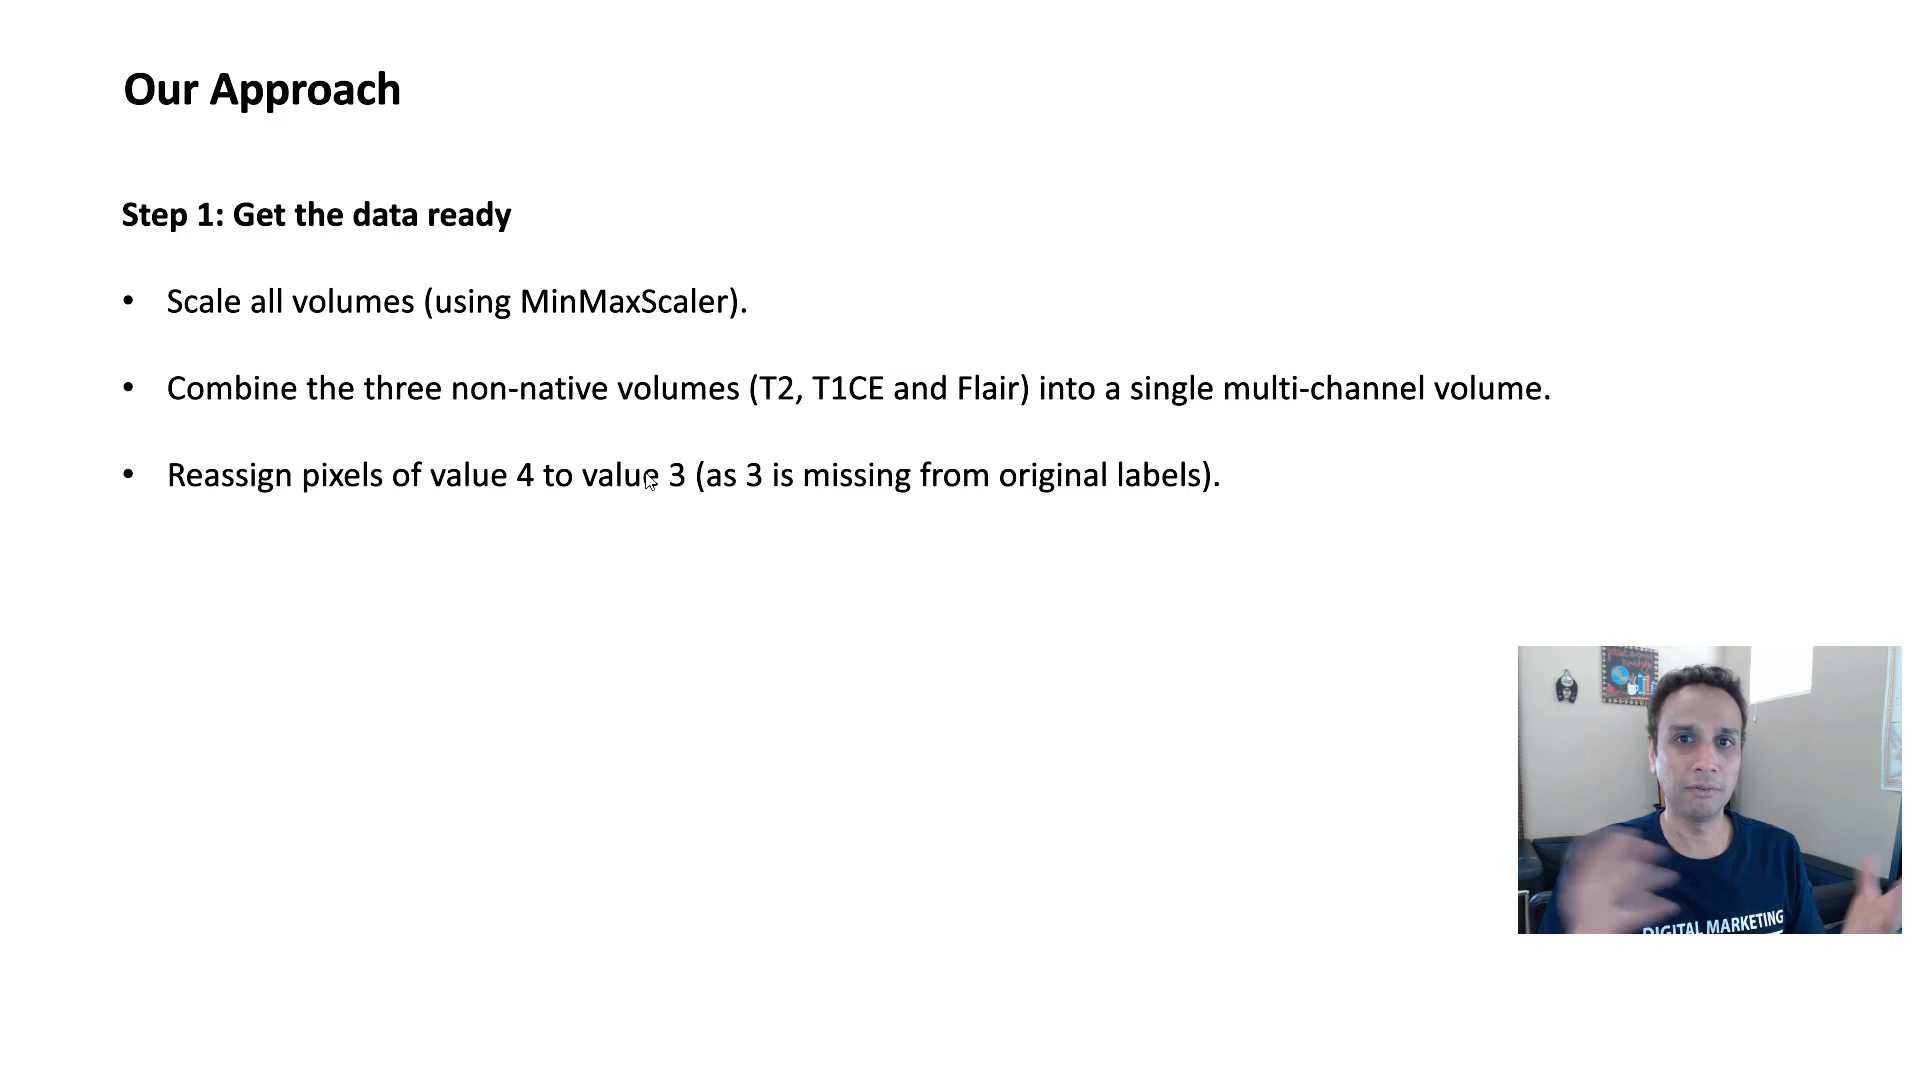 Our Approach
Step 1: Get the data ready
• Scale all volumes (using MinMaxScaler).
• Combine the three non-native volumes (T2, T1CE and Flair) into a single multi-channel volume.
• Reassign pixels of value 4 to value 3 (as 3 is missing from original labels).
DIGITAL MARKETING